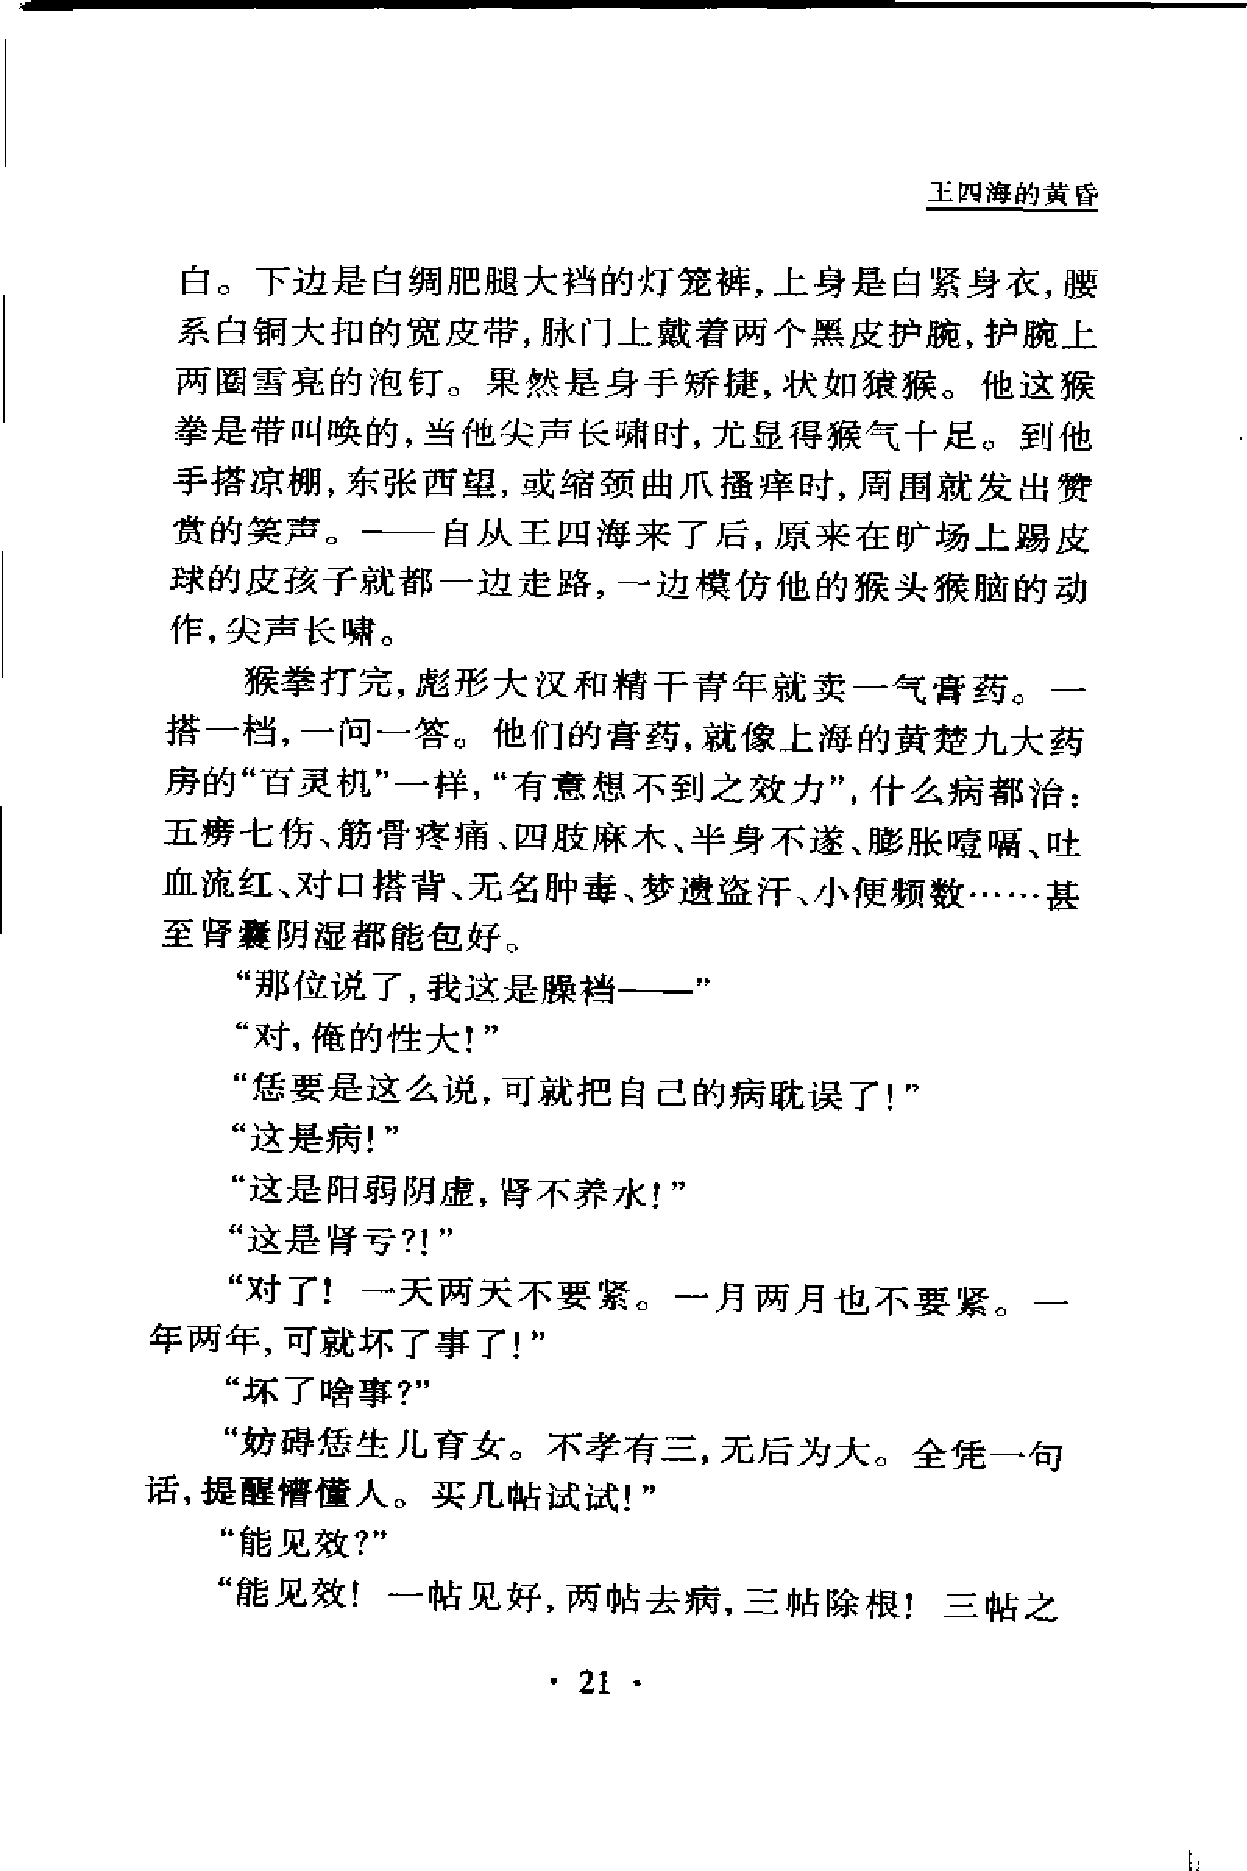 王四海的黄昏
白。下边是白绸肥腿大裆的灯笼裤,上身是白紧身衣,腰
系白铜大扣的宽皮带,脉门上戴着两个黑皮护腕,护腕上
两圈雪亮的泡钉。果然是身手矫捷,状如猿猴。他这猴
拳是带叫唤的,当他尖声长啸时,尤显得猴气十足。到他
手搭凉棚,东张西望,或缩颈曲爪搔痒时,周围就发出赞
赏的笑声。——自从王四海来了后,原来在旷场上踢皮
球的皮孩子就都一边走路,一边模仿他的猴头猴脑的动
作,尖声长啸。
猴拳打完,彪形大汉和精干青年就卖一气膏药。一
搭一档,一问一答。他们的膏药,就像上海的黄楚九大药
房的“百灵机”一样,“有意想不到之效力”,什么病都治:
五痨七伤、筋骨疼痛、四肢麻木、半身不遂、膨胀噎嗝、吐
血流红、对口搭背、无名肿毒、梦遗盗汗、小便频数……甚
至肾囊阴湿都能包好。
“那位说了,我这是臊裆——”
“对,俺的性大!”
“恁要是这么说,可就把自己的病耽误了!”
“这是病!”
“这是阳弱阴虚,肾不养水!”
“这是肾亏?!”
“对了! 一天两天不要紧。一月两月也不要紧。一
年两年,可就坏了事了!”
“坏了啥事?”
“妨碍恁生儿育女。不孝有三,无后为大。全凭一句
话,提醒懵懂人。买几帖试试!”
“能见效?”
“能见效! 一帖见好,两帖去病,三帖除根! 三帖之
· 21 ·